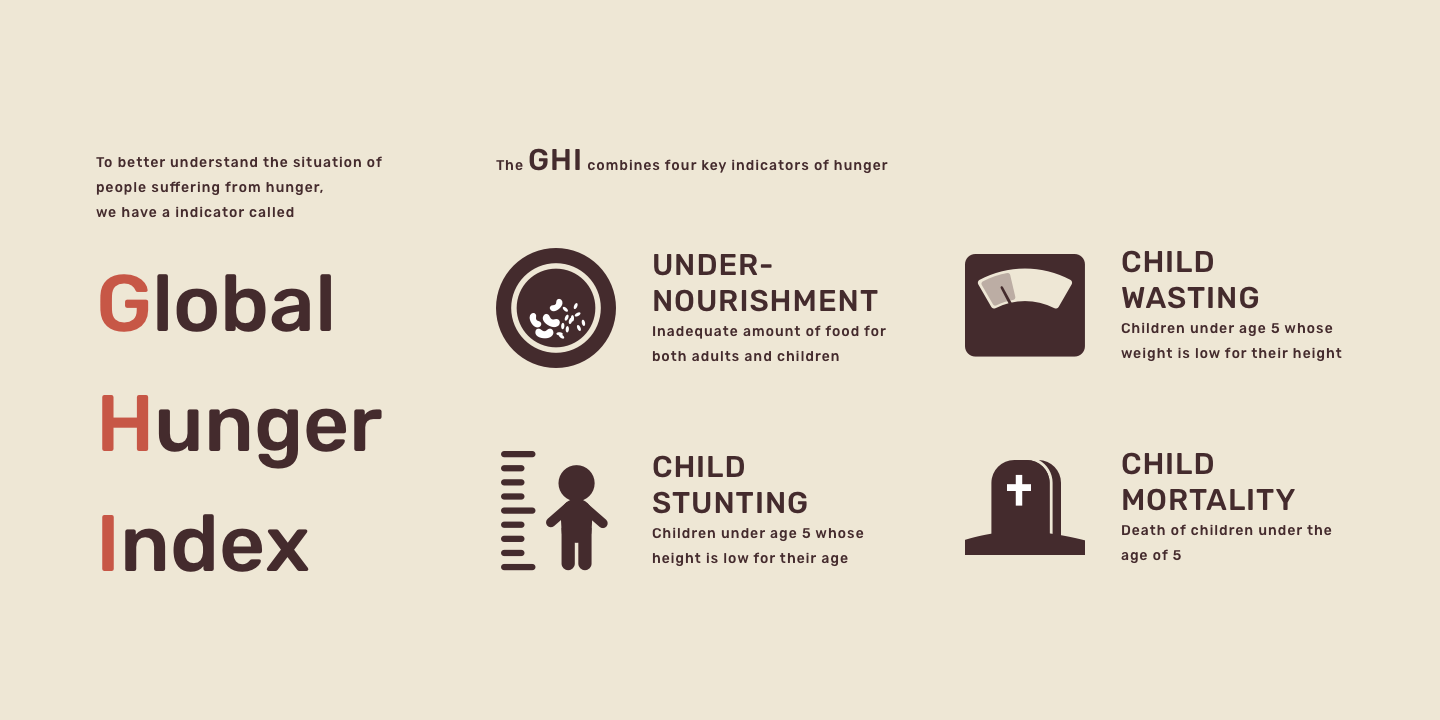 To better understand the situation of
people suffering from hunger,
we have a indicator called
Global
Hunger
Index
The GHI combines four key indicators of hunger
UNDER-
NOURISHMENT
Inadequate amount of food for
both adults and children
CHILD
WASTING
Children under age 5 whose
weight is low for their height
CHILD
STUNTING
Children under age 5 whose
height is low for their age
CHILD
MORTALITY
Death of children under the
age of 5